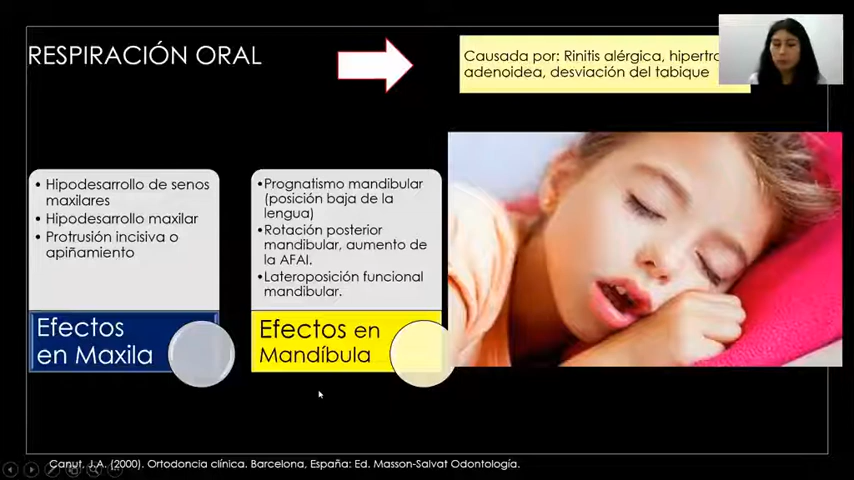 RESPIRACIÓN ORAL
Causada por: Rinitis alérgica,
adenoidea, desviación del tabique
• Hipodesarrollo de senos
maxilares
• Hipodesarrollo maxilar
• Protrusión incisiva o
apiñamiento
Efectos
en Maxila
•Prognatismo mandibular
(posición baja de la
lengua)
•Rotación posterior
mandibular, aumento de
la AFAI.
•Lateroposición funcional
mandibular.
Efectos en
Mandíbula
Canut, J.A. (2000). Ortodoncia clínica. Barcelona, España: Ed. Masson-Salvat Odontología.